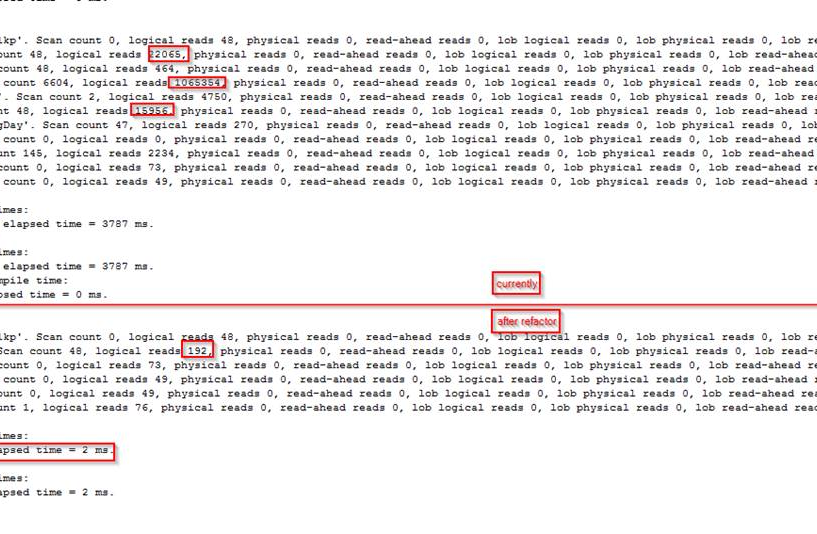 lkp'. Scan count 0, logical reads 48, physical reads 0, read-ahead reads 0, lob logical reads 0, lob physical reads 0, lob re
unt 48, logical reads 22065, physical reads 0, read-ahead reads 0, lob logical reads 0, lob physical reads 0, lob read-ahead
count 48, logical reads 464, physical reads 0, read-ahead reads 0, lob logical reads 0, lob physical reads 0, lob read-ahead
count 6604, logical reads 1065354, physical reads 0, read-ahead reads 0, lob logical reads 0, lob physical reads 0, lob read
'. Scan count 2, logical reads 4750, physical reads 0, read-ahead reads 0, lob logical reads 0, lob physical reads 0, lob rea
nt 48, logical reads 15956, physical reads 0, read-ahead reads 0, lob logical reads 0, lob physical reads 0, lob read-ahead
gDay'. Scan count 47, logical reads 270, physical reads 0, read-ahead reads 0, lob logical reads 0, lob physical reads 0, lob
count 0, logical reads 0, physical reads 0, read-ahead reads 0, lob logical reads 0, lob physical reads 0, lob read-ahead r
unt 145, logical reads 2234, physical reads 0, read-ahead reads 0, lob logical reads 0, lob physical reads 0, lob read-ahead
count 0, logical reads 73, physical reads 0, read-ahead reads 0, lob logical reads 0, lob physical reads 0, lob read-ahead re
count 0, logical reads 49, physical reads 0, read-ahead reads 0, lob logical reads 0, lob physical reads 0, lob read-ahead r
imes:
elapsed time = 3787 ms.
imes:
elapsed time = 3787 ms.
mpile time:
psed time = 0 ms.
currently
after refactor
lkp'. Scan count 0, logical reads 48, physical reads 0, read-ahead reads 0, lob logical reads 0, lob physical reads 0, lob re
Scan count 48, logical reads 192, physical reads 0, read-ahead reads 0, lob logical reads 0, lob physical reads 0, lob read-a
count 0, logical reads 73, physical reads 0, read-ahead reads 0, lob logical reads 0, lob physical reads 0, lob read-ahead re
count 0, logical reads 49, physical reads 0, read-ahead reads 0, lob logical reads 0, lob physical reads 0, lob read-ahead r
ount 0, logical reads 49, physical reads 0, read-ahead reads 0, lob logical reads 0, lob physical reads 0, lob read-ahead re
unt 1, logical reads 76, physical reads 0, read-ahead reads 0, lob logical reads 0, lob physical reads 0, lob read-ahead read
imes:
apsed time = 2 ms.
imes:
apsed time = 2 ms.